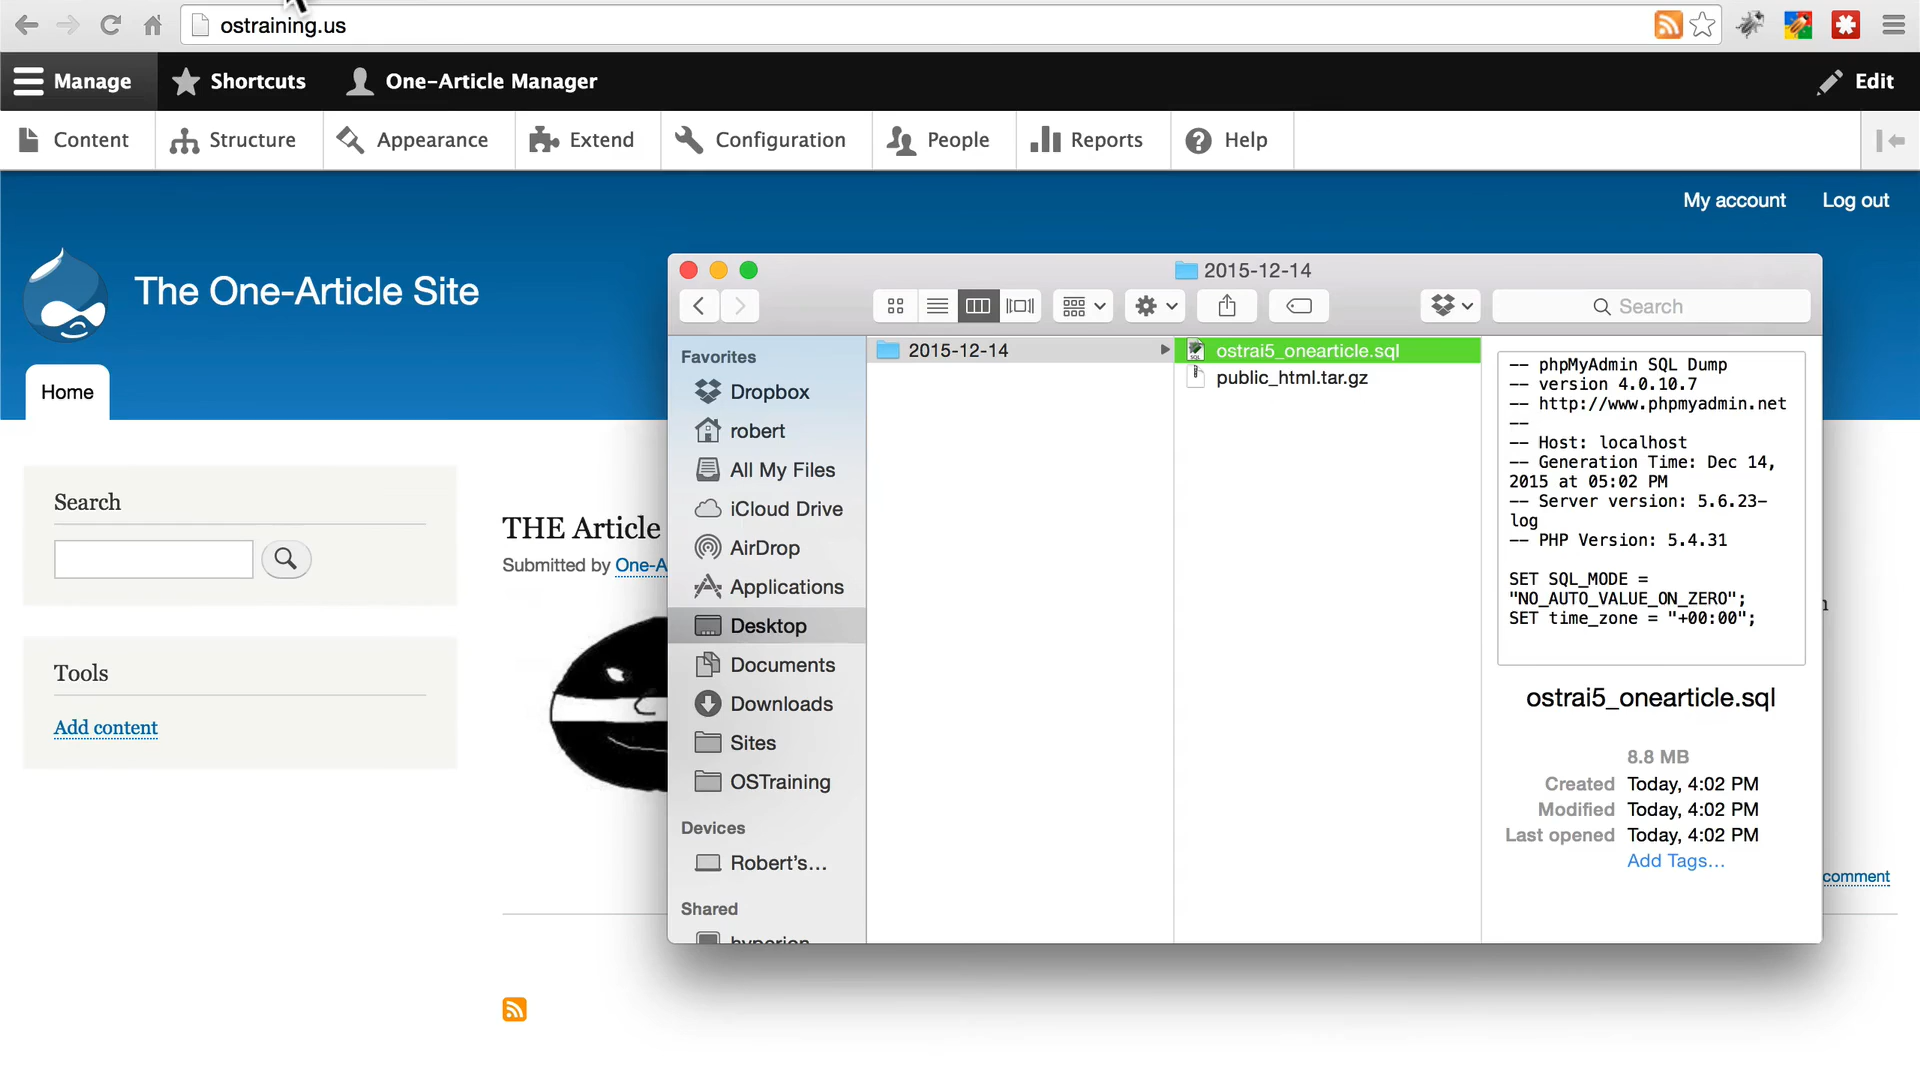 ostraining.us
Manage Shortcuts One-Article Manager Edit
Content Structure Appearance Extend Configuration People Reports Help
My account Log out
The One-Article Site
Home
Search
Tools
Add content
THE Article
Submitted by One-A
comment
2015-12-14
Search
Favorites
Dropbox
robert
All My Files
iCloud Drive
AirDrop
Applications
Desktop
Documents
Downloads
Sites
OSTraining
Devices
Robert’s...
Shared
hyperion
2015-12-14
ostrai5_onearticle.sql
public_html.tar.gz
-- phpMyAdmin SQL Dump
-- version 4.0.10.7
-- http://www.phpmyadmin.net
--
-- Host: localhost
-- Generation Time: Dec 14,
2015 at 05:02 PM
-- Server version: 5.6.23-
log
-- PHP Version: 5.4.31
SET SQL_MODE =
"NO_AUTO_VALUE_ON_ZERO";
SET time_zone = "+00:00";
ostrai5_onearticle.sql
8.8 MB
Created Today, 4:02 PM
Modified Today, 4:02 PM
Last opened Today, 4:02 PM
Add Tags...